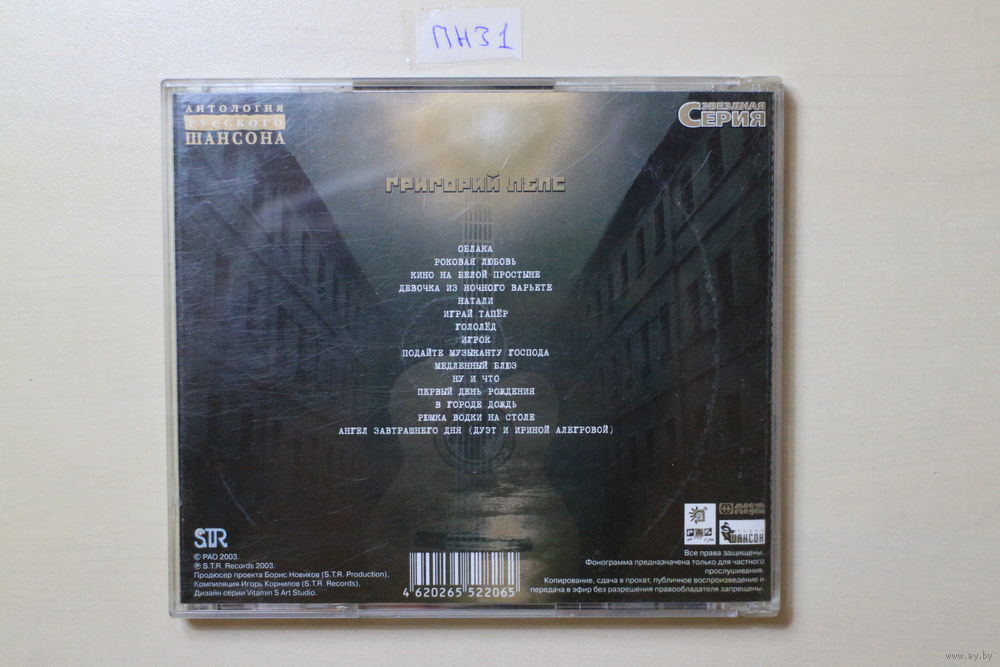 ПНЗ1
АНТОЛОГИЯ
РУССКОГО
ШАНСОНА
ЗВЕЗДНАЯ
СЕРИЯ
ГРИГОРИЙ ЛЕПС
ОБЛАКА
РОКОВАЯ ЛЮБОВЬ
КИНО НА БЕЛОЙ ПРОСТЫНЕ
ДЕВОЧКА ИЗ НОЧНОГО ВАРЬЕТЕ
НАТАЛИ
ИГРАЙ ТАПЁР
ГОЛОЛЁД
ИГРОК
ПОДАЙТЕ МУЗЫКАНТУ ГОСПОДА
МЕДЛЕННЫЙ БЛЮЗ
НУ И ЧТО
ПЕРВЫЙ ДЕНЬ РОЖДЕНИЯ
В ГОРОДЕ ДОЖДЬ
РЮМКА ВОДКИ НА СТОЛЕ
АНГЕЛ ЗАВТРАШНЕГО ДНЯ (ДУЭТ И ИРИНОЙ АЛЕГРОВОЙ)
S.T.R.
© РАО 2003.
℗ S.T.R. Records 2003.
Продюсер проекта Борис Новиков (S.T.R. Production),
Компиляция Игорь Корнилов (S.T.R. Records),
Дизайн серии Vitamin S Art Studio.
4 620265 522065
ШАНСОН
Все права защищены.
Фонограмма предназначена только для частного
прослушивания.
Копирование, сдача в прокат, публичное воспроизведение и
передача в эфир без разрешения правообладателя запрещены.
www.ay.by